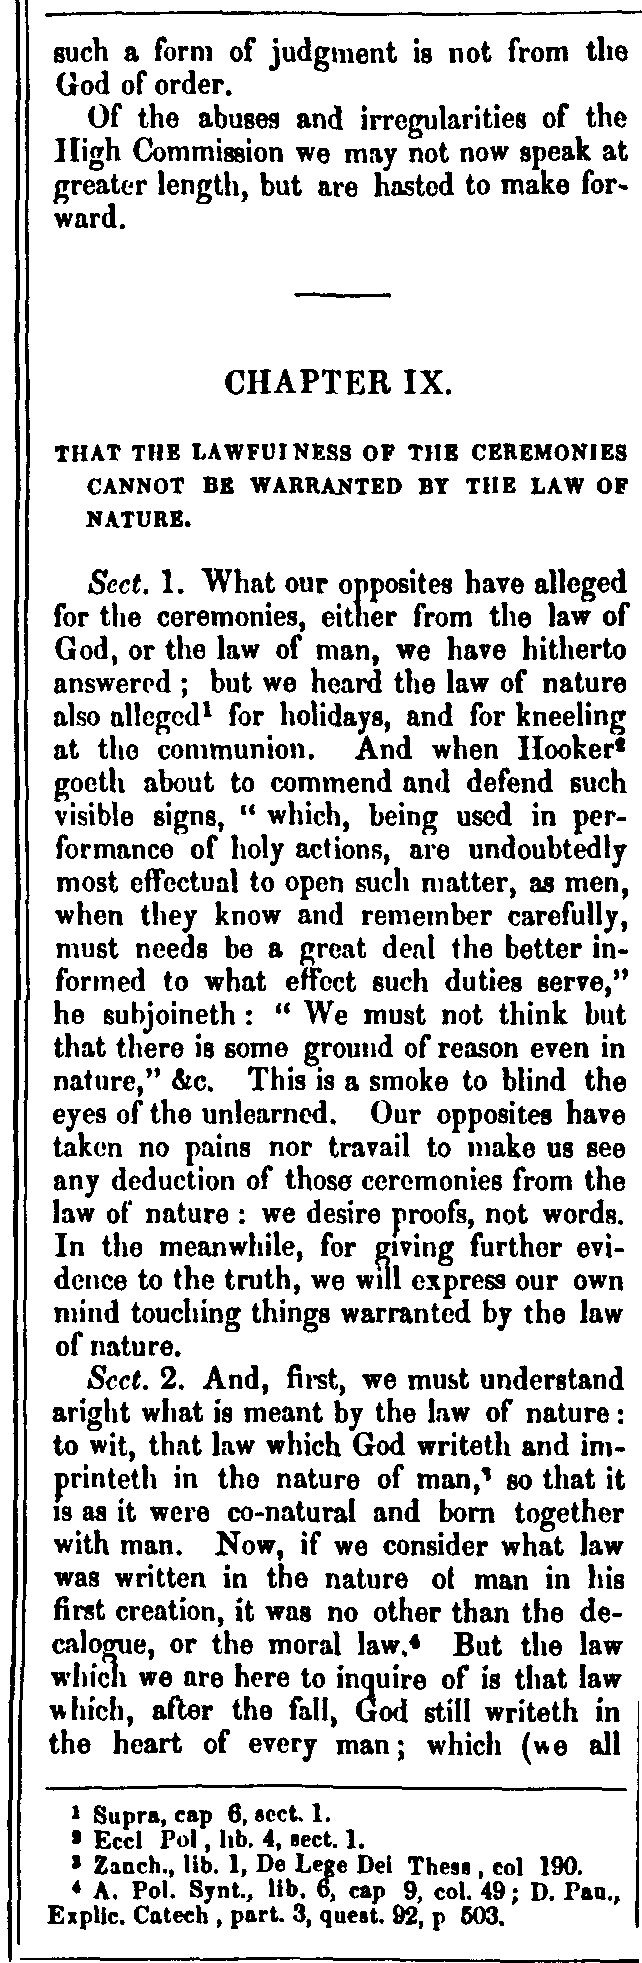 such a form of judgment is not from the
God of order.
Of the abuses and irregularities of the
High Commission we may not now speak at
greater length, but are hasted to make for-
ward.
CHAPTER IX.
THAT THE LAWFULNESS OF THE CEREMONIES
CANNOT BE WARRANTED BY THE LAW OF
NATURE.
Sect. 1. What our opposites have alleged
for the ceremonies, either from the law of
God, or the law of man, we have hitherto
answered ; but we heard the law of nature
also alleged¹ for holidays, and for kneeling
at the communion. And when Hooker²
goeth about to commend and defend such
visible signs, “ which, being used in per-
formance of holy actions, are undoubtedly
most effectual to open such matter, as men,
when they know and remember carefully,
must needs be a great deal the better in-
formed to what effect such duties serve,”
he subjoineth : “ We must not think but
that there is some ground of reason even in
nature,” &c. This is a smoke to blind the
eyes of the unlearned. Our opposites have
taken no pains nor travail to make us see
any deduction of those ceremonies from the
law of nature : we desire proofs, not words.
In the meanwhile, for giving further evi-
dence to the truth, we will express our own
mind touching things warranted by the law
of nature.
Sect. 2. And, first, we must understand
aright what is meant by the law of nature :
to wit, that law which God writeth and im-
printeth in the nature of man,³ so that it
is as it were co-natural and born together
with man. Now, if we consider what law
was written in the nature of man in his
first creation, it was no other than the de-
calogue, or the moral law.⁴ But the law
which we are here to inquire of is that law
which, after the fall, God still writeth in
the heart of every man ; which (we all
¹ Supra, cap 6, sect. 1.
² Eccl Pol , lib. 4, sect. 1.
³ Zanch., lib. 1, De Lege Dei Thess , col 190.
⁴ A. Pol. Synt., lib. 6, cap 9, col. 49 ; D. Pau.,
Explic. Catech , part. 3, quest. 92, p 503.